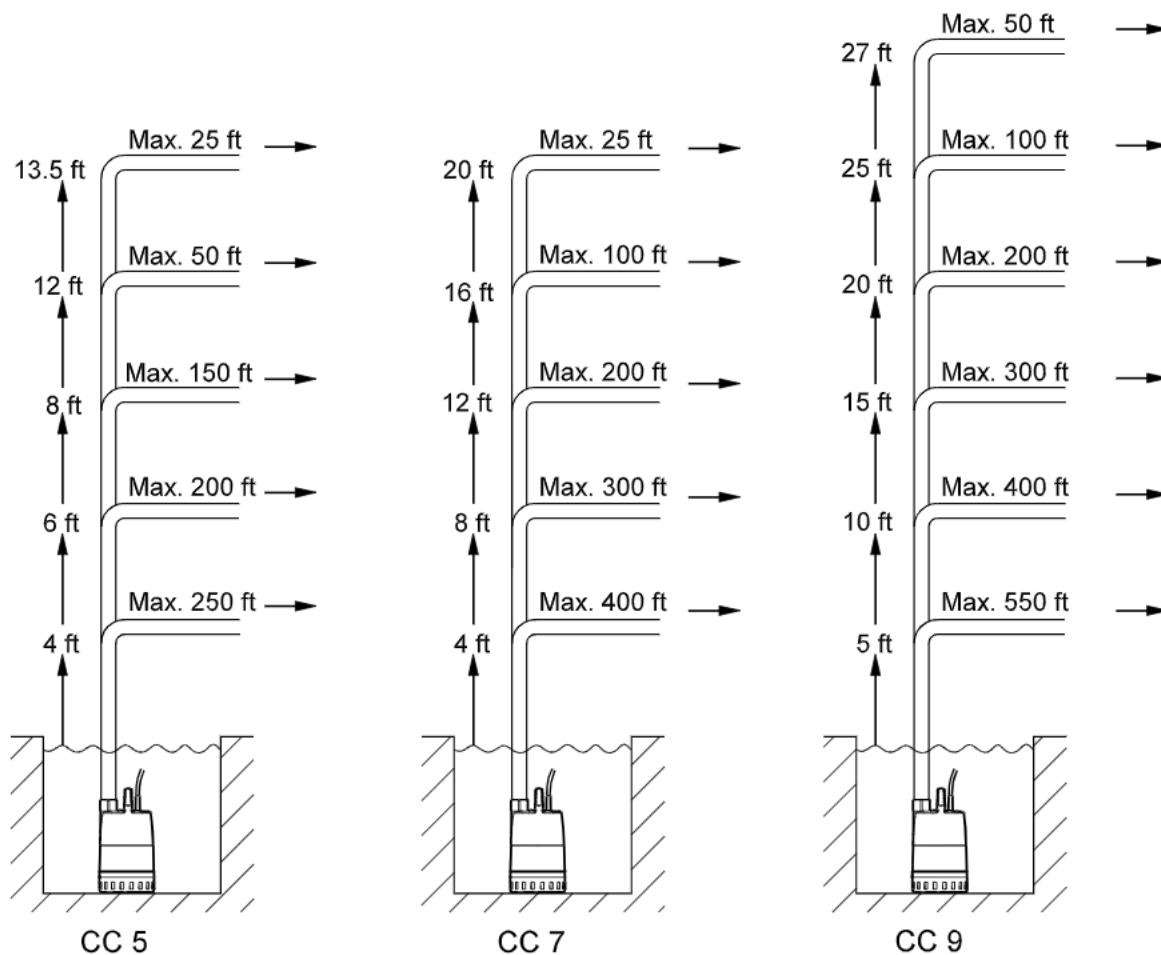 Max. 25 ft
13.5 ft
Max. 50 ft
12 ft
Max. 150 ft
8 ft
Max. 200 ft
6 ft
Max. 250 ft
4 ft
CC 5
Max. 25 ft
20 ft
Max. 100 ft
16 ft
Max. 200 ft
12 ft
Max. 300 ft
8 ft
Max. 400 ft
4 ft
CC 7
Max. 50 ft
27 ft
Max. 100 ft
25 ft
Max. 200 ft
20 ft
Max. 300 ft
15 ft
Max. 400 ft
10 ft
Max. 550 ft
5 ft
CC 9